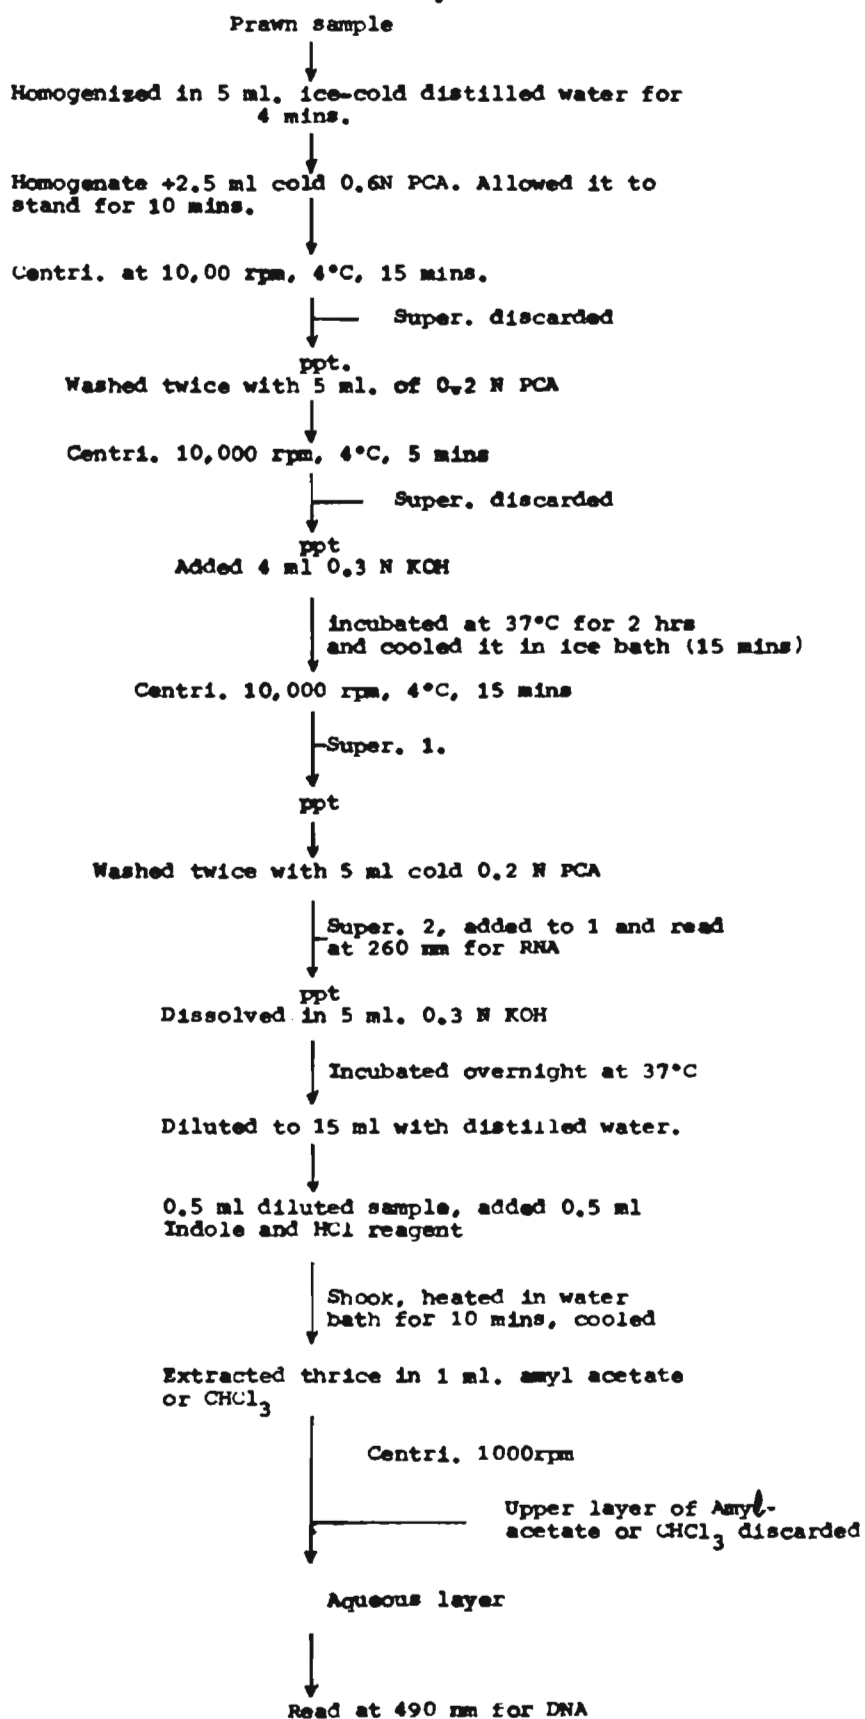 Prawn sample
Homogenized in 5 ml. ice-cold distilled water for
4 mins.
Homogenate +2.5 ml cold 0.6N PCA. Allowed it to
stand for 10 mins.
Centri. at 10,00 rpm, 4°C, 15 mins.
Super. discarded
ppt.
Washed twice with 5 ml. of 0.2 N PCA
Centri. 10,000 rpm, 4°C, 5 mins
Super. discarded
ppt
Added 4 ml 0.3 N KOH
incubated at 37°C for 2 hrs
and cooled it in ice bath (15 mins)
Centri. 10,000 rpm, 4°C, 15 mins
Super. 1.
ppt
Washed twice with 5 ml cold 0.2 N PCA
Super. 2, added to 1 and read
at 260 nm for RNA
ppt
Dissolved in 5 ml. 0.3 N KOH
Incubated overnight at 37°C
Diluted to 15 ml with distilled water.
0.5 ml diluted sample, added 0.5 ml
Indole and HCl reagent
Shook, heated in water
bath for 10 mins, cooled
Extracted thrice in 1 ml. amyl acetate
or CHCl3
Centri. 1000rpm
Upper layer of Amyl-
acetate or CHCl3 discarded
Aqueous layer
Read at 490 nm for DNA